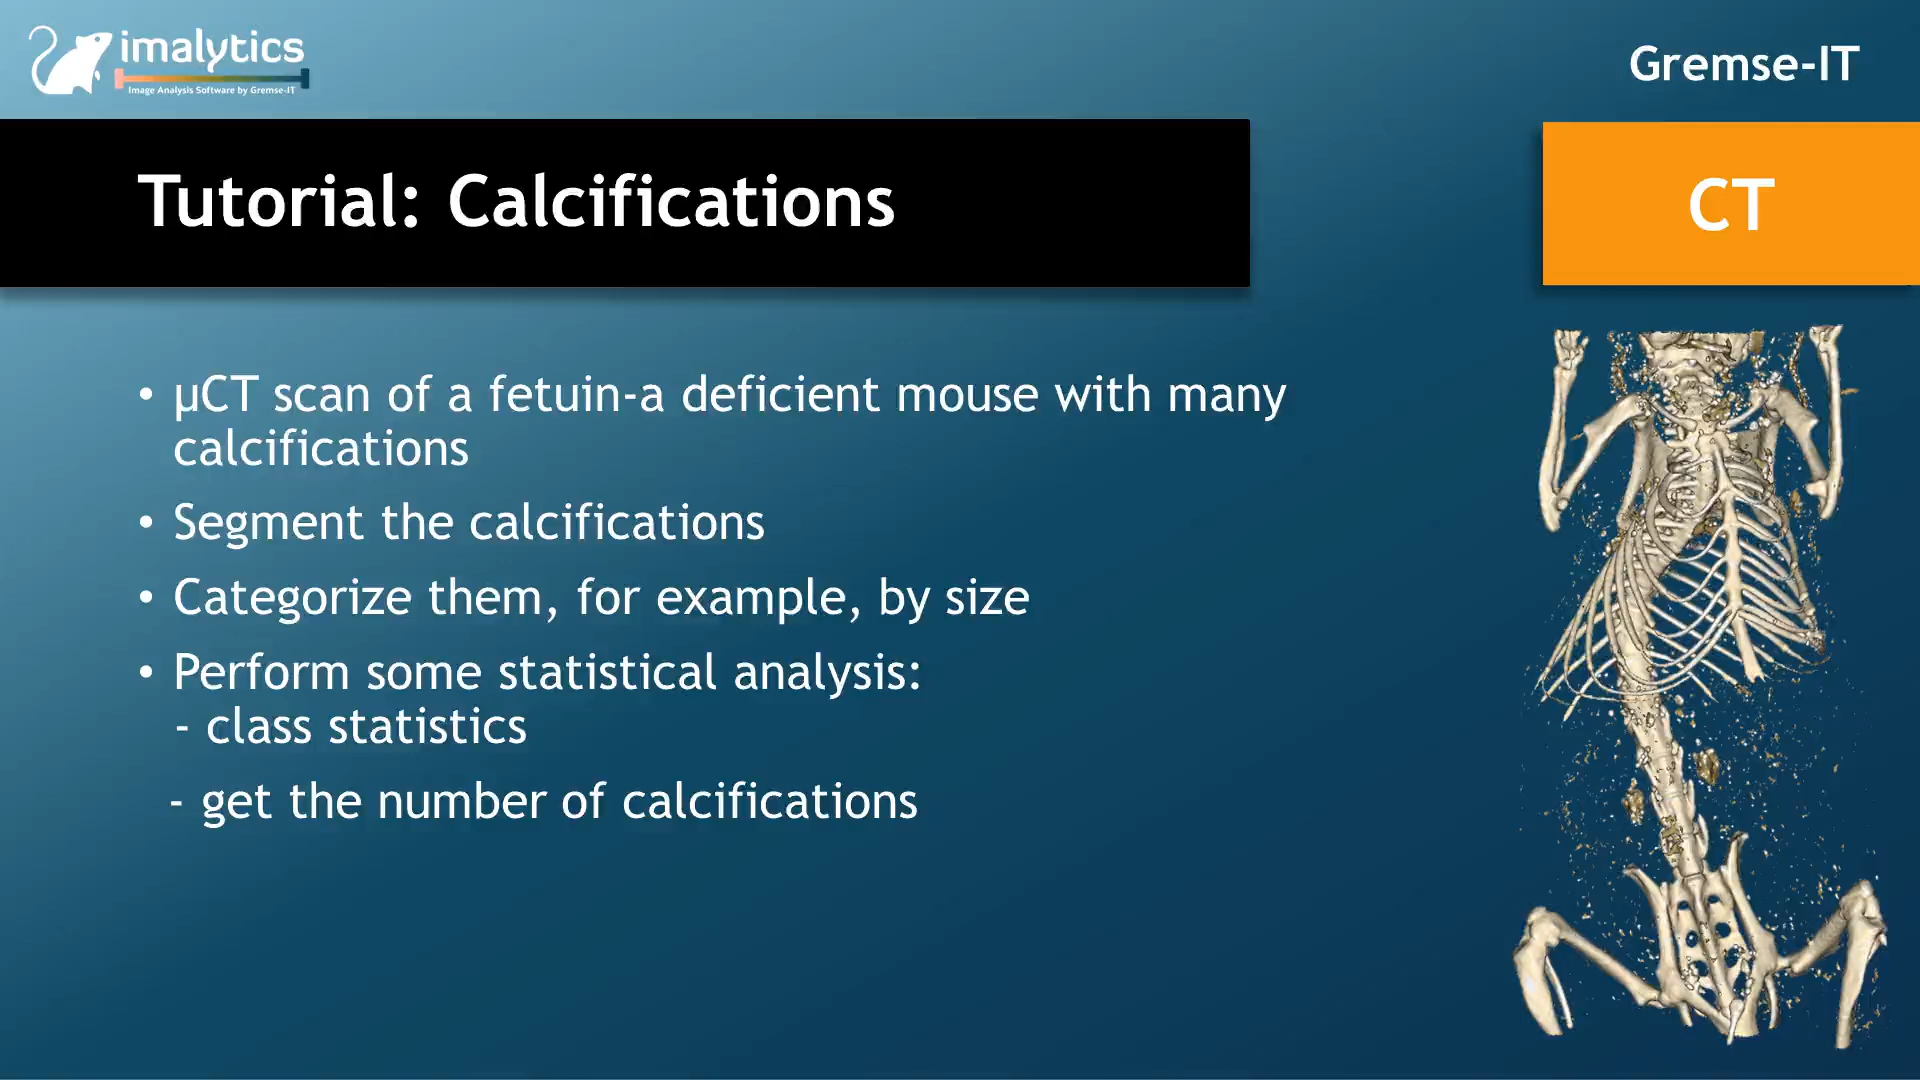 imalytics
Image Analysis Software by Gremse-IT
Gremse-IT
Tutorial: Calcifications
CT
• µCT scan of a fetuin-a deficient mouse with many
calcifications
• Segment the calcifications
• Categorize them, for example, by size
• Perform some statistical analysis:
- class statistics
- get the number of calcifications